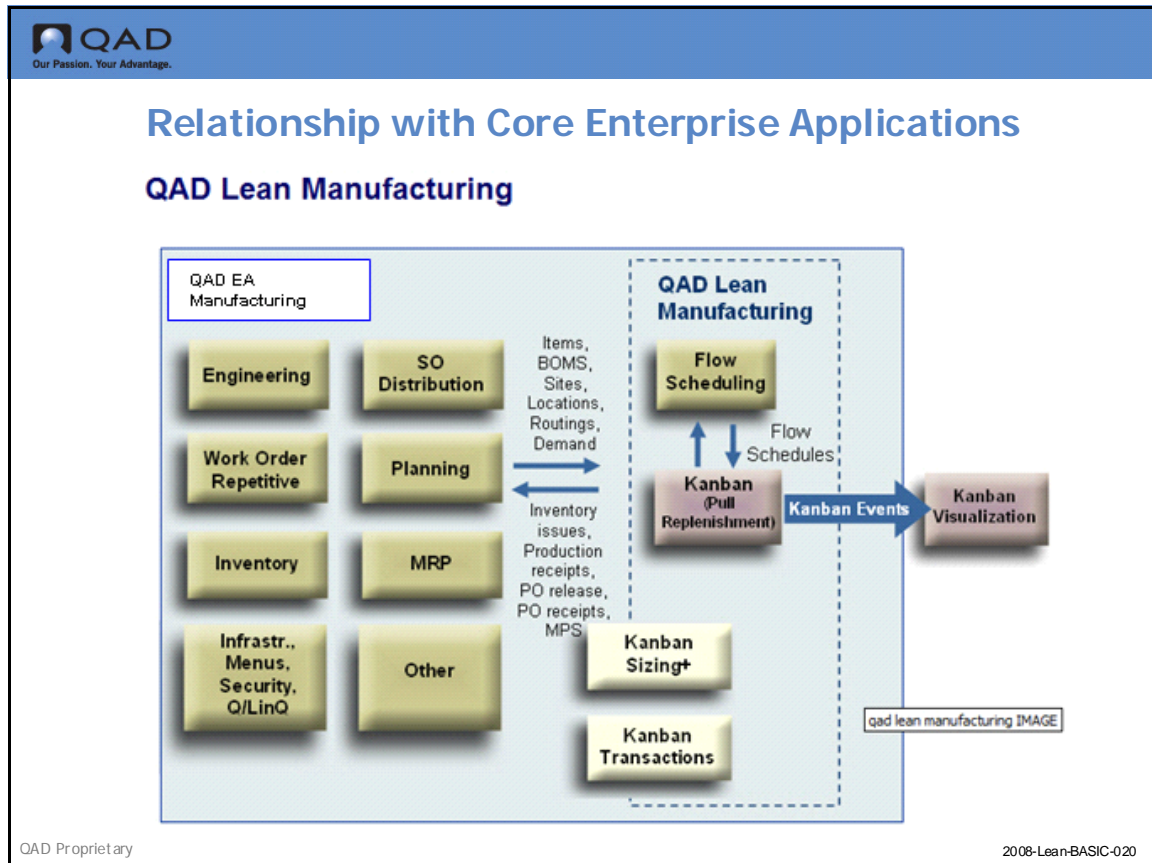 QAD
Our Passion. Your Advantage.
Relationship with Core Enterprise Applications
QAD Lean Manufacturing
QAD EA
Manufacturing
Engineering
SO
Distribution
Work Order
Repetitive
Planning
Inventory
MRP
Infrastr.,
Menus,
Security,
Q/LinQ
Other
Items,
BOMS,
Sites,
Locations,
Routings,
Demand
Inventory
issues,
Production
receipts,
PO release,
PO receipts,
MPS
QAD Lean
Manufacturing
Flow
Scheduling
Flow
Schedules
Kanban
(Pull
Replenishment)
Kanban Events
Kanban
Visualization
Kanban
Sizing+
Kanban
Transactions
qad lean manufacturing IMAGE
QAD Proprietary
2008-Lean-BASIC-020